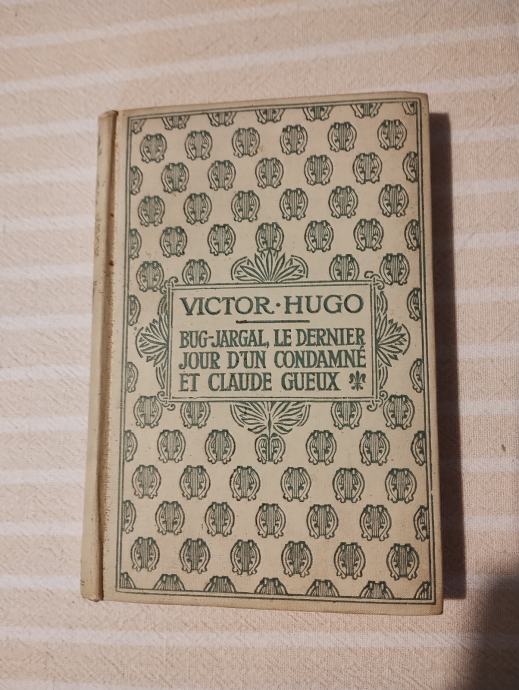 VICTOR·HUGO
BUG-JARGAL, LE DERNIER
JOUR D'UN CONDAMNÉ
ET CLAUDE GUEUX